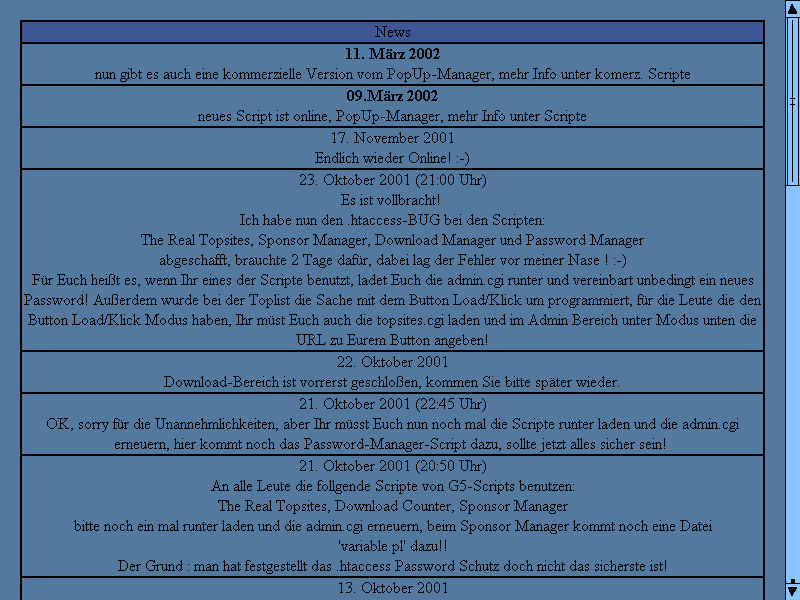 News
11. März 2002
nun gibt es auch eine kommerzielle Version vom PopUp-Manager, mehr Info unter komerz. Scripte
09.März 2002
neues Script ist online, PopUp-Manager, mehr Info unter Scripte
17. November 2001
Endlich wieder Online! :-)
23. Oktober 2001 (21:00 Uhr)
Es ist vollbracht!
Ich habe nun den .htaccess-BUG bei den Scripten:
The Real Topsites, Sponsor Manager, Download Manager und Password Manager
abgeschafft, brauchte 2 Tage dafür, dabei lag der Fehler vor meiner Nase ! :-)
Für Euch heißt es, wenn Ihr eines der Scripte benutzt, ladet Euch die admin.cgi runter und vereinbart unbedingt ein neues
Password! Außerdem wurde bei der Toplist die Sache mit dem Button Load/Klick um programmiert, für die Leute die den
Button Load/Klick Modus haben, Ihr müst Euch auch die topsites.cgi laden und im Admin Bereich unter Modus unten die
URL zu Eurem Button angeben!
22. Oktober 2001
Download-Bereich ist vorrerst geschloßen, kommen Sie bitte später wieder.
21. Oktober 2001 (22:45 Uhr)
OK, sorry für die Unannehmlichkeiten, aber Ihr müsst Euch nun noch mal die Scripte runter laden und die admin.cgi
erneuern, hier kommt noch das Password-Manager-Script dazu, sollte jetzt alles sicher sein!
21. Oktober 2001 (20:50 Uhr)
An alle Leute die follgende Scripte von G5-Scripts benutzen:
The Real Topsites, Download Counter, Sponsor Manager
bitte noch ein mal runter laden und die admin.cgi erneuern, beim Sponsor Manager kommt noch eine Datei
'variable.pl' dazu!!
Der Grund : man hat festgestellt das .htaccess Password Schutz doch nicht das sicherste ist!
13. Oktober 2001